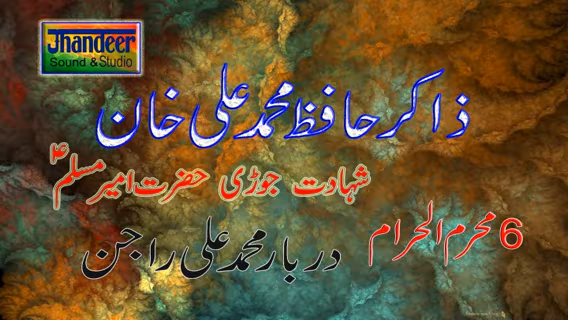 Jhandeer
Sound & Studio
ذاکر حافظ محمد علی خان
شہادت جوڑی حضرت امیر مسلمؑ
6 محرم الحرام
دربار محمد علی راجن